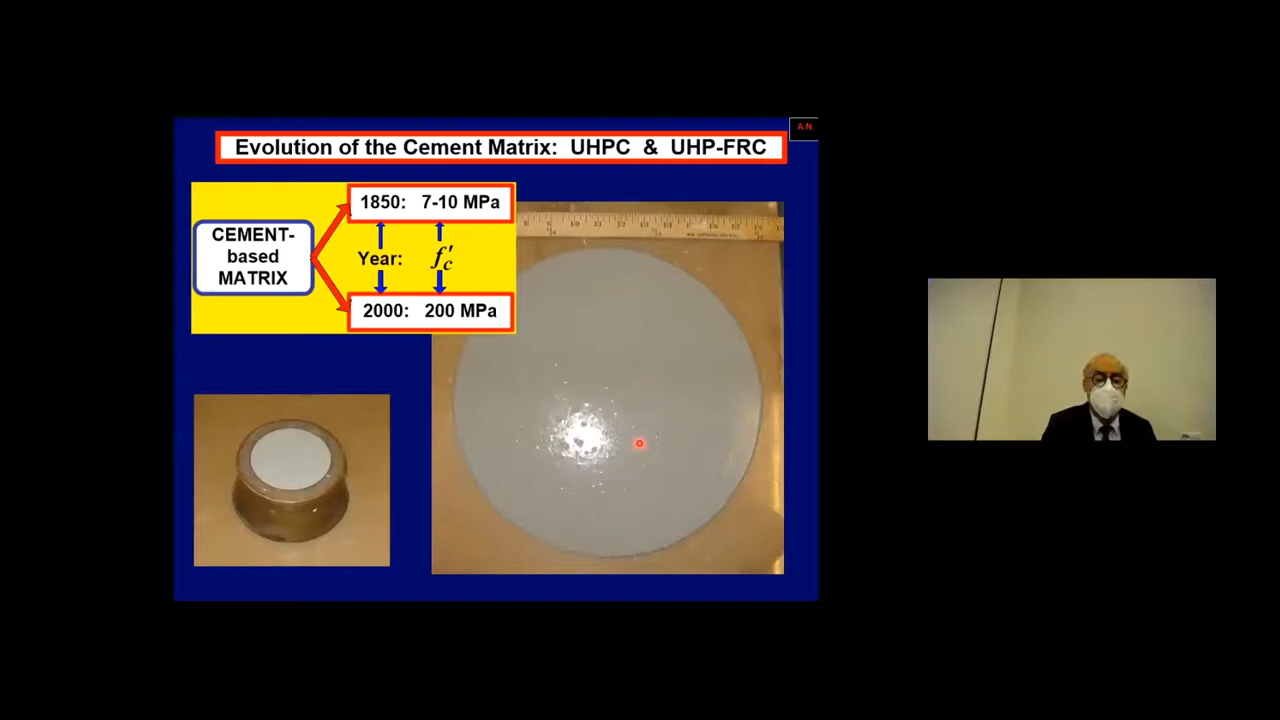 A N
Evolution of the Cement Matrix: UHPC & UHP-FRC
CEMENT-
based
MATRIX
1850: 7-10 MPa
Year: f′c
2000: 200 MPa